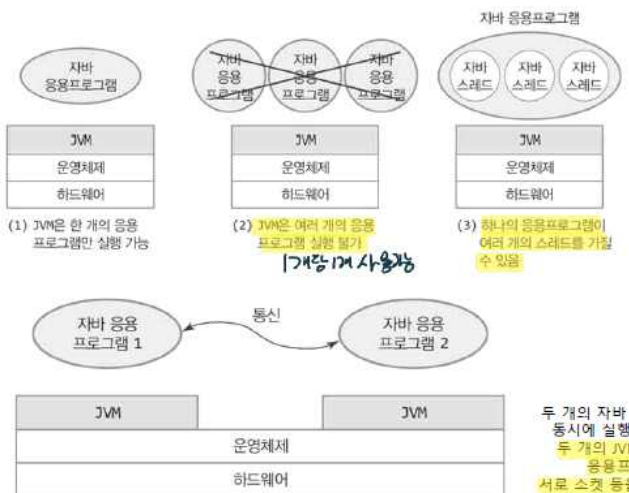 자바 응용프로그램
자바
응용프로그램
자바
응용
프로그램
자바
응용
프로그램
자바
응용
프로그램
자바
스레드
자바
스레드
자바
스레드
JVM
운영체제
하드웨어
JVM
운영체제
하드웨어
JVM
운영체제
하드웨어
(1) JVM은 한 개의 응용
프로그램만 실행 가능
(2) JVM은 여러 개의 응용
프로그램 실행 불가
1개당 1개 사용가능
(3) 하나의 응용프로그램이
여러 개의 스레드를 가질
수 있음
자바 응용
프로그램 1
통신
자바 응용
프로그램 2
JVM
JVM
운영체제
하드웨어
두 개의 자바
동시에 실행
두 개의
응용프
서로 소켓 등을